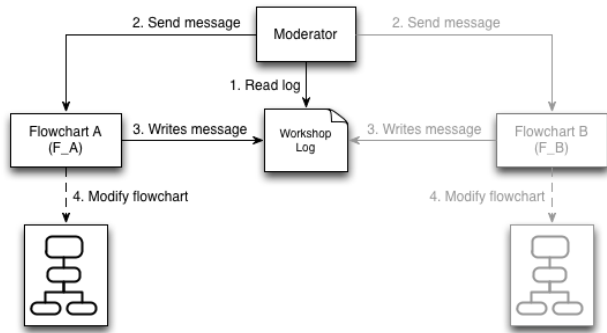 2. Send message
Moderator
2. Send message
1. Read log
Flowchart A
(F_A)
3. Writes message
Workshop
Log
3. Writes message
Flowchart B
(F_B)
4. Modify flowchart
4. Modify flowchart